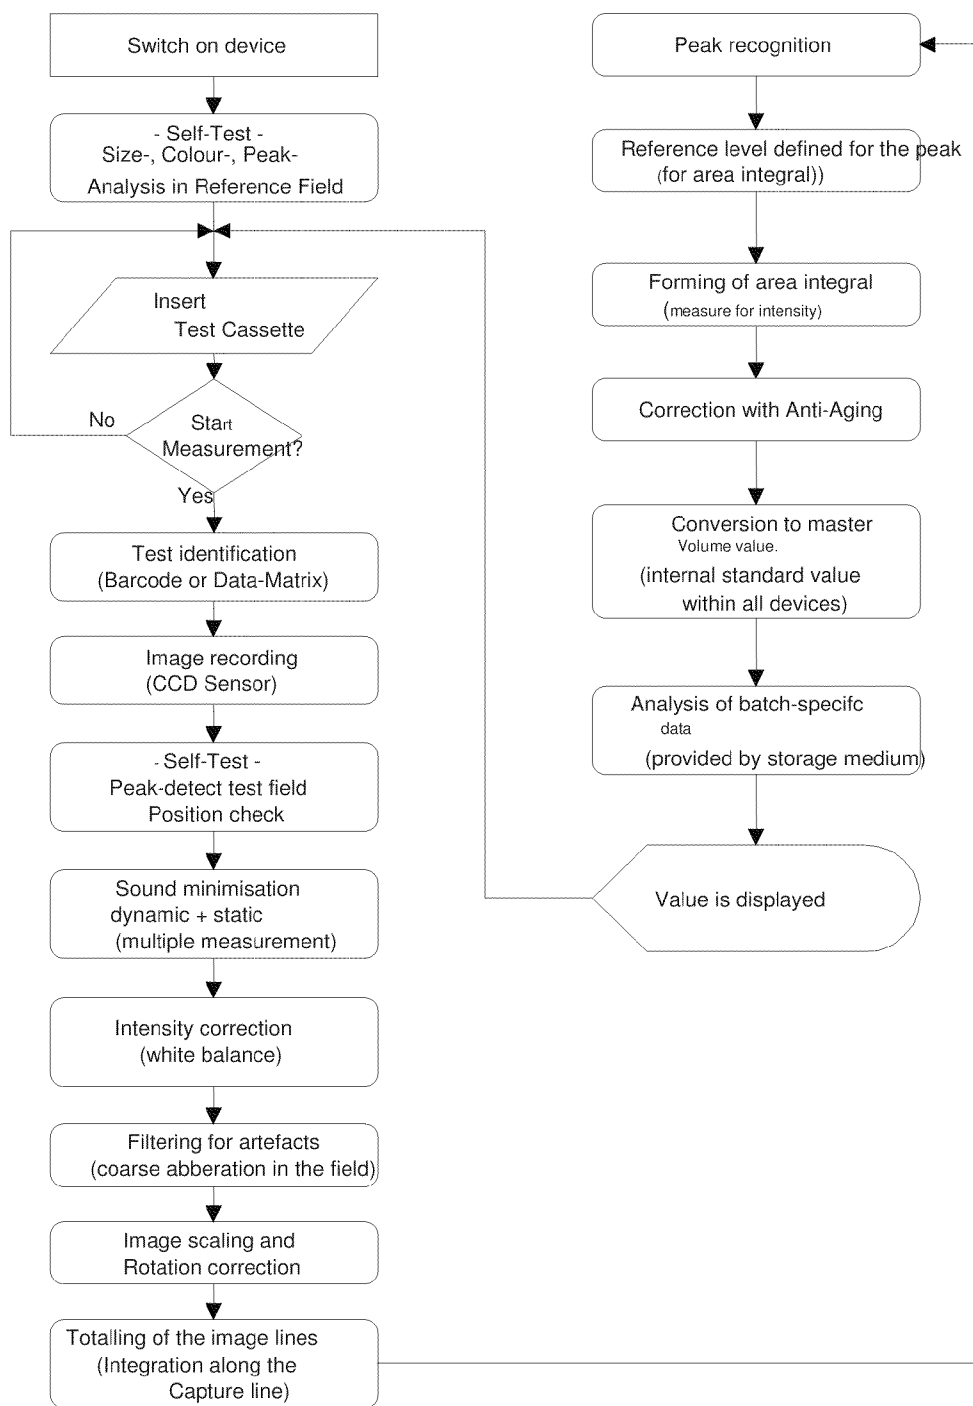 Switch on device
- Self-Test -
Size-, Colour-, Peak-
Analysis in Reference Field
Insert
Test Cassette
No
Start
Measurement?
Yes
Test identification
(Barcode or Data-Matrix)
Image recording
(CCD Sensor)
- Self-Test -
Peak-detect test field
Position check
Sound minimisation
dynamic + static
(multiple measurement)
Intensity correction
(white balance)
Filtering for artefacts
(coarse abberation in the field)
Image scaling and
Rotation correction
Totalling of the image lines
(Integration along the
Capture line)
Peak recognition
Reference level defined for the peak
(for area integral))
Forming of area integral
(measure for intensity)
Correction with Anti-Aging
Conversion to master
Volume value.
(internal standard value
within all devices)
Analysis of batch-specifc
data
(provided by storage medium)
Value is displayed